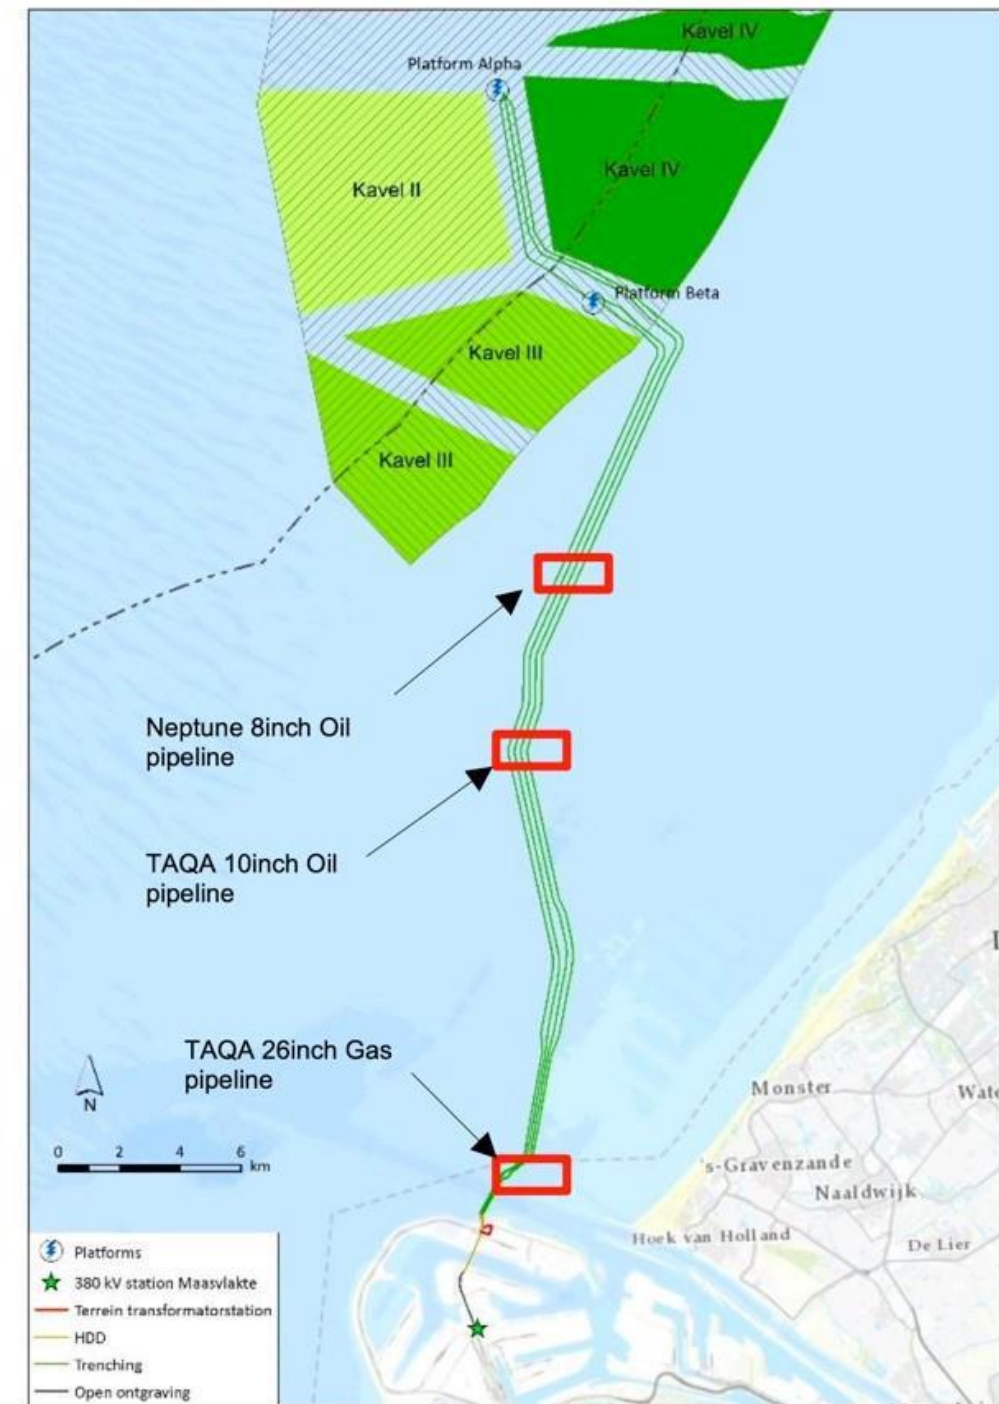 Kavel IV
Platform Alpha
Kavel IV
Kavel II
Platform Beta
Kavel III
Kavel III
Neptune 8inch Oil
pipeline
TAQA 10inch Oil
pipeline
TAQA 26inch Gas
pipeline
N
0 2 4 6
km
Monster
Wate
's-Gravenzande
Naaldwijk
Hoek van Holland
De Lier
Platforms
380 kV station Maasvlakte
Terrein transformatorstation
HDD
Trenching
Open ontgraving